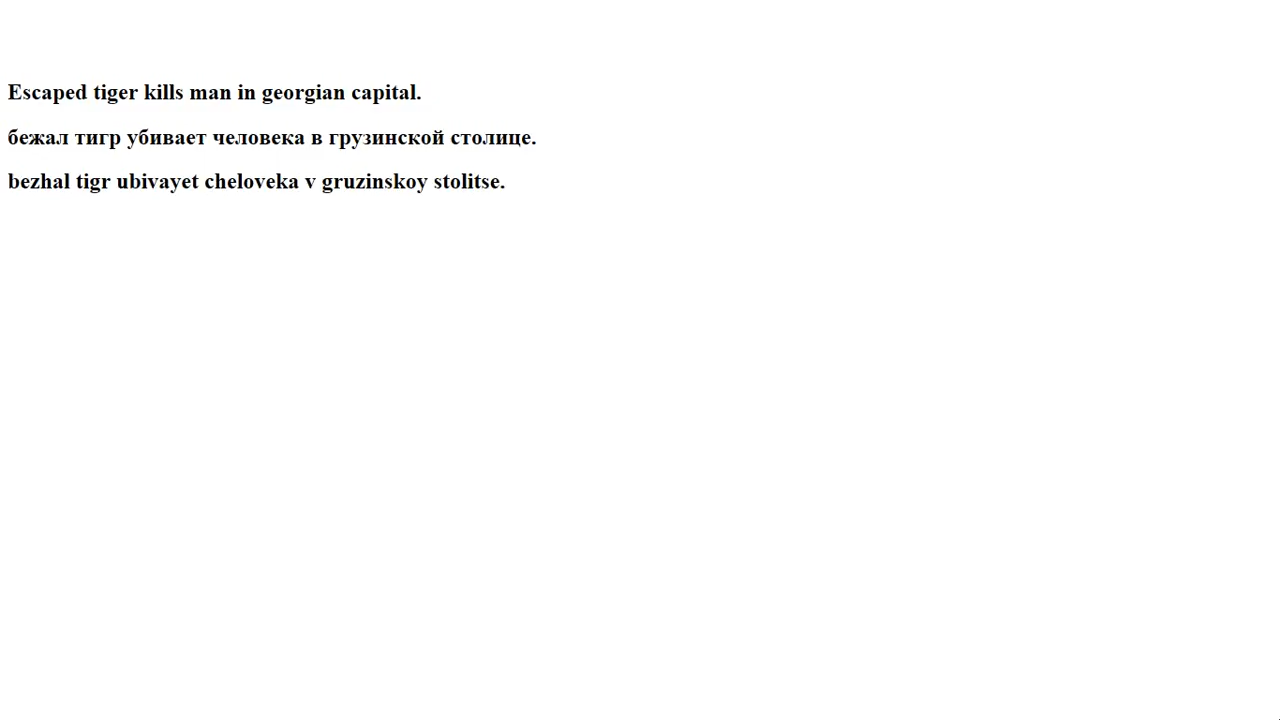 Escaped tiger kills man in georgian capital.
бежал тигр убивает человека в грузинской столице.
bezhal tigr ubivayet cheloveka v gruzinskoy stolitse.